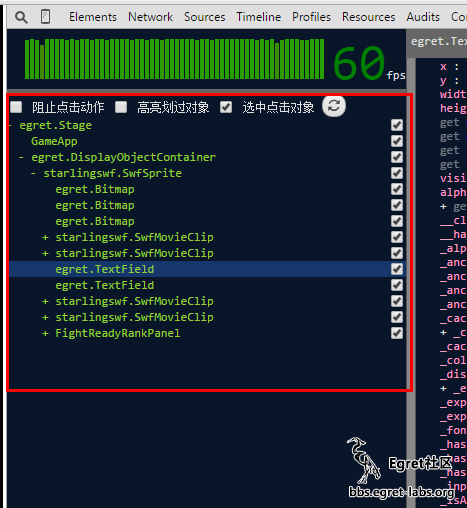 Elements Network Sources Timeline Profiles Resources Audits Co
60 fps
egret.Tex
阻止点击动作 高亮划过对象 选中点击对象
- egret.Stage
GameApp
- egret.DisplayObjectContainer
- starlingswf.SwfSprite
egret.Bitmap
egret.Bitmap
egret.Bitmap
+ starlingswf.SwfMovieClip
+ starlingswf.SwfMovieClip
egret.TextField
egret.TextField
+ starlingswf.SwfMovieClip
+ starlingswf.SwfMovieClip
+ FightReadyRankPanel
x :
y :
widt
heig
get
get
get
get
visi
alph
+ ge
__cl
__ha
_alp
_anc
_anc
_anc
_anc
_cac
+ _c
_cac
_col
_dis
+ _e
_exp
_exp
_fon
_has
_has
_has
_inp
_isA
Egret社区
bbs.egret-labs.org